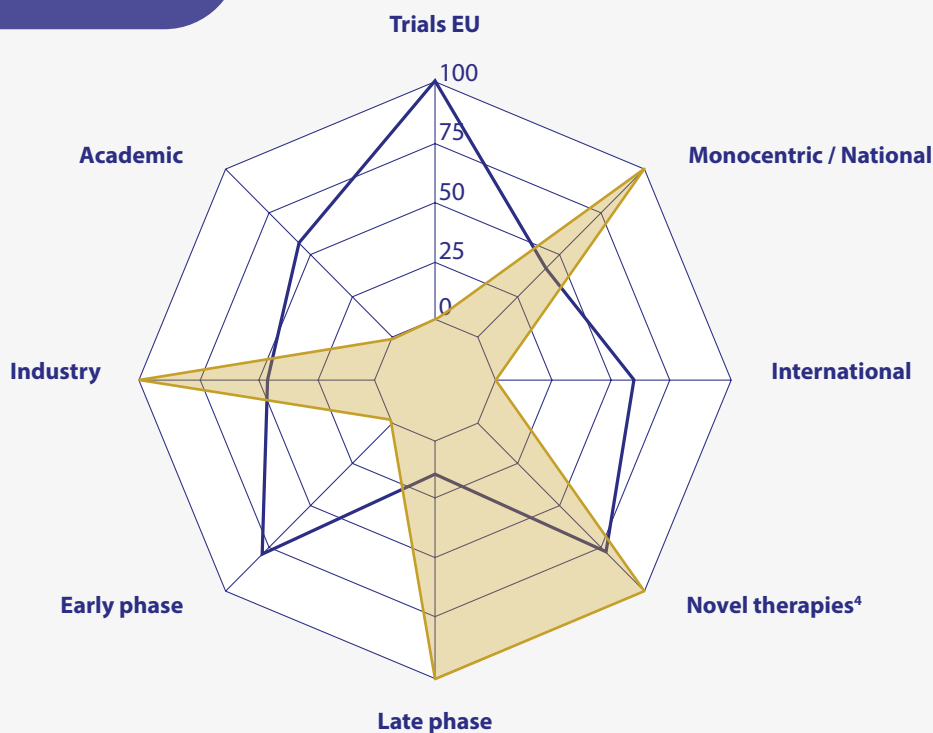 Trials EU
100
75
50
25
0
Academic
Monocentric / National
Industry
International
Early phase
Novel therapies⁴
Late phase